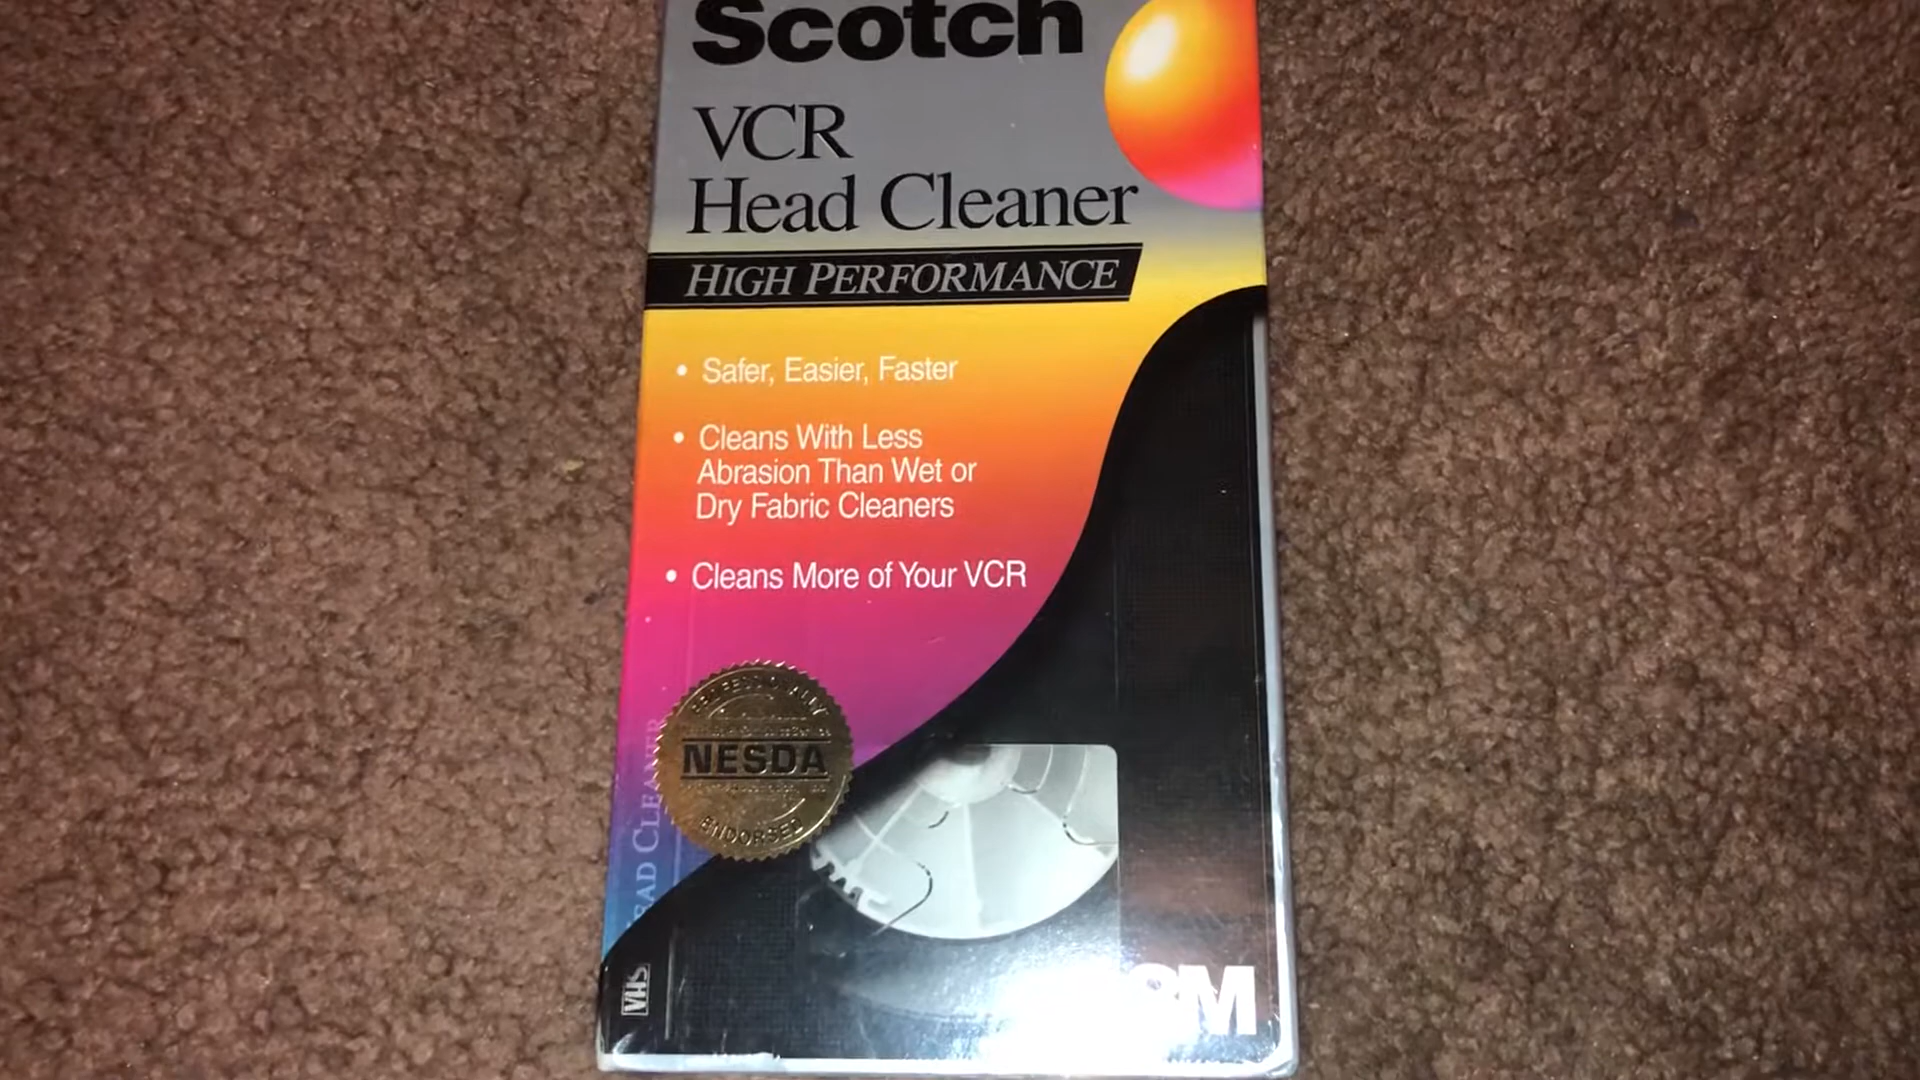 Scotch
VCR
Head Cleaner
HIGH PERFORMANCE
• Safer, Easier, Faster
• Cleans With Less
Abrasion Than Wet or
Dry Fabric Cleaners
• Cleans More of Your VCR
PROFESSIONALLY
NESDA
ENDORSED
HEAD CLEANER
VHS
3M